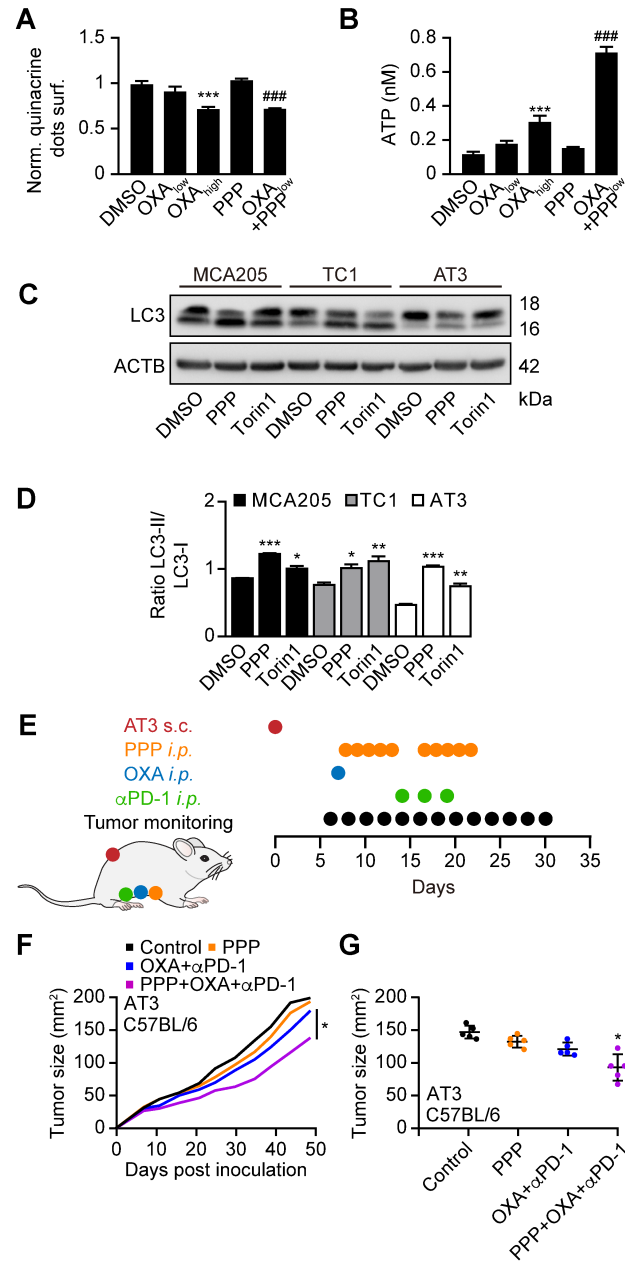 A
Norm. quinacrine
dots surf.
1.5
1
0.5
0
***
###
DMSO
OXAlow
OXAhigh
PPP
OXAlow
+PPP
B
ATP (nM)
0.8
0.6
0.4
0.2
0
***
###
DMSO
OXAlow
OXAhigh
PPP
OXAlow
+PPP
C
MCA205 TC1 AT3
LC3
18
16
ACTB
42
kDa
DMSO
PPP
Torin1
DMSO
PPP
Torin1
DMSO
PPP
Torin1
D
Ratio LC3-II/
LC3-I
2
1
0
MCA205 TC1 AT3
***
*
*
**
***
**
DMSO
PPP
Torin1
DMSO
PPP
Torin1
DMSO
PPP
Torin1
E
AT3 s.c.
PPP i.p.
OXA i.p.
αPD-1 i.p.
Tumor monitoring
0 5 10 15 20 25 30 35
Days
F
Control PPP
OXA+αPD-1
PPP+OXA+αPD-1
Tumor size (mm²)
200
150
100
50
0
AT3
C57BL/6
*
0 10 20 30 40 50
Days post inoculation
G
Tumor size (mm²)
200
150
100
50
0
*
AT3
C57BL/6
Control
PPP
OXA+αPD-1
PPP+OXA+αPD-1